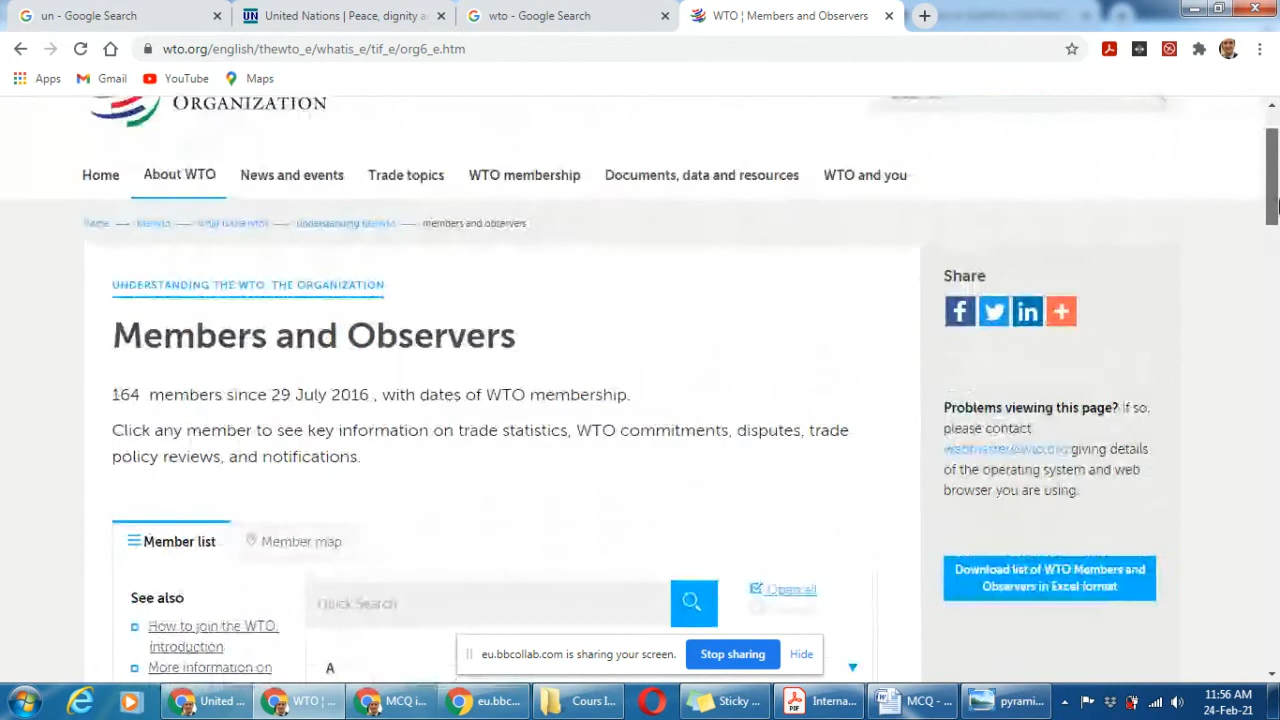 un - Google Search
United Nations | Peace, dignity a
wto - Google Search
WTO | Members and Observers
wto.org/english/thewto_e/whatis_e/tif_e/org6_e.htm
Apps
Gmail
YouTube
Maps
ORGANIZATION
Home
About WTO
News and events
Trade topics
WTO membership
Documents, data and resources
WTO and you
members and observers
UNDERSTANDING THE WTO: THE ORGANIZATION
Members and Observers
164 members since 29 July 2016 , with dates of WTO membership.
Click any member to see key information on trade statistics, WTO commitments, disputes, trade
policy reviews, and notifications.
Share
Problems viewing this page? If so,
please contact
webmaster@wto.org giving details
of the operating system and web
browser you are using.
Download list of WTO Members and
Observers in Excel format
Member list
Member map
See also
How to join the WTO:
introduction
More information on
Quick Search
Open all
A
eu.bbcollab.com is sharing your screen.
Stop sharing
Hide
United ...
WTO | ...
MCQ i...
eu.bbc...
Cours I...
Sticky ...
Interna...
MCQ - ...
pyrami...
11:56 AM
24-Feb-21